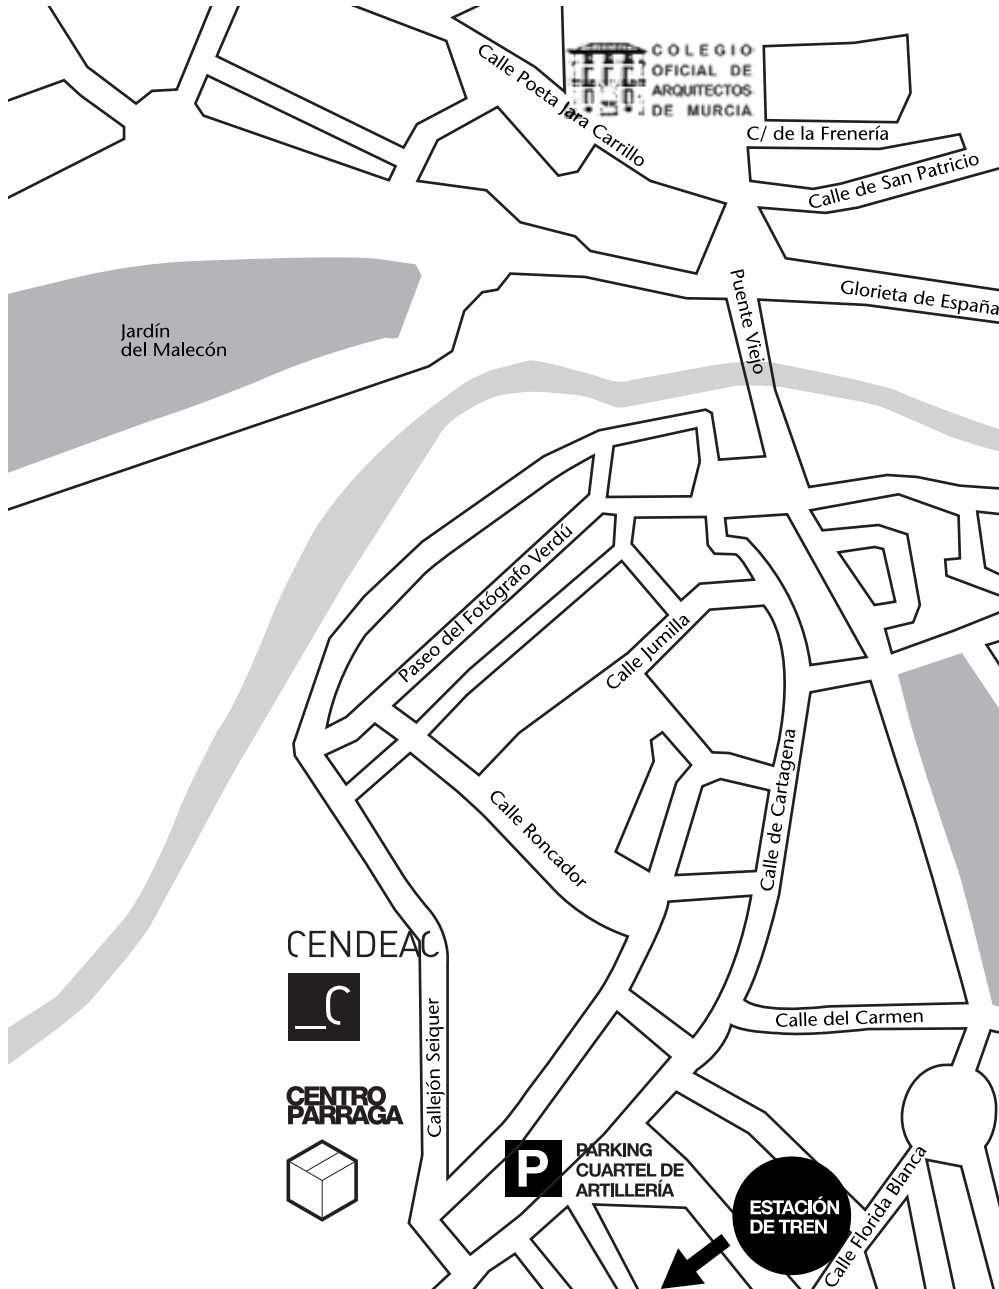 Calle Poeta Jara Carrillo
COLEGIO
OFICIAL DE
ARQUITECTOS
DE MURCIA
C/ de la Frenería
Calle de San Patricio
Puente Viejo
Glorieta de España
Jardín
del Malecón
Paseo del Fotógrafo Verdú
Calle Jumilla
Calle de Cartagena
Calle Roncador
CENDEAC
_C
Calle del Carmen
Callejón Seiquer
CENTRO
PARRAGA
P
PARKING
CUARTEL DE
ARTILLERÍA
ESTACIÓN
DE TREN
Calle Florida Blanca